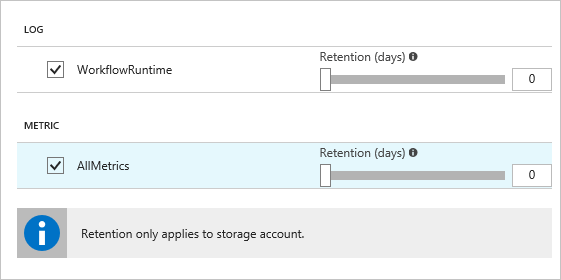 LOG
Retention (days)
WorkflowRuntime
0
METRIC
Retention (days)
AllMetrics
0
Retention only applies to storage account.